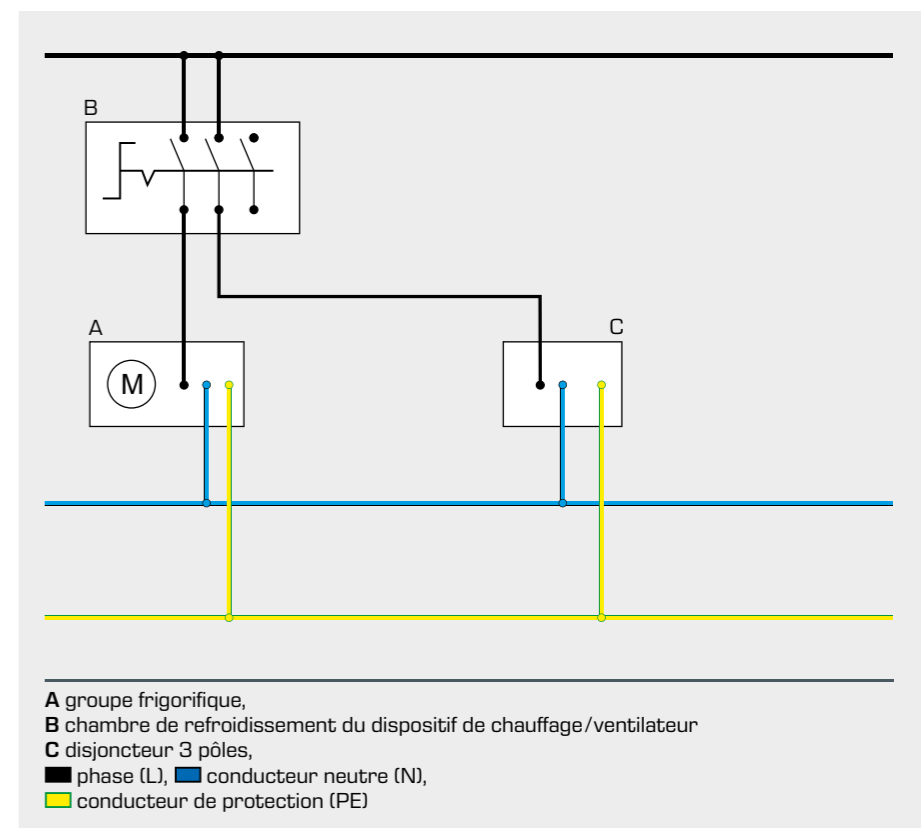 B
A
C
M
A groupe frigorifique,
B chambre de refroidissement du dispositif de chauffage/ventilateur
C disjoncteur 3 pôles,
phase (L), conducteur neutre (N),
conducteur de protection (PE)